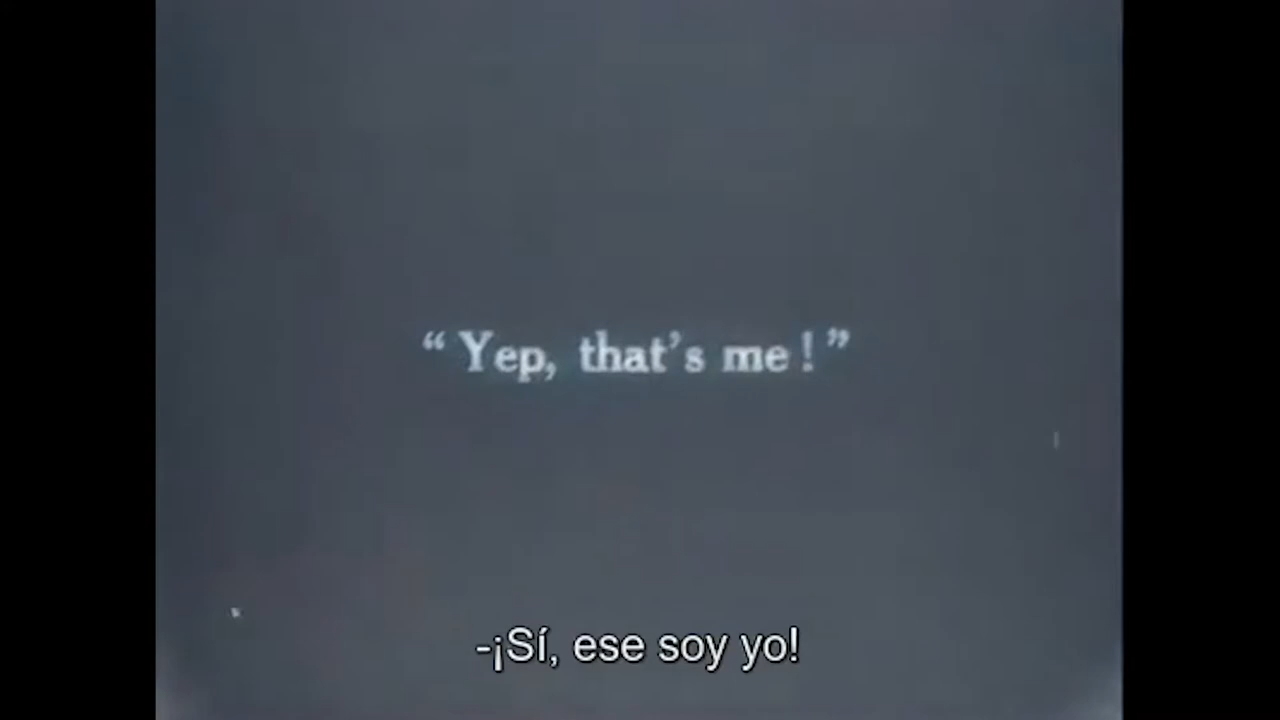 “ Yep, that’s me ! ”
-¡Sí, ese soy yo!